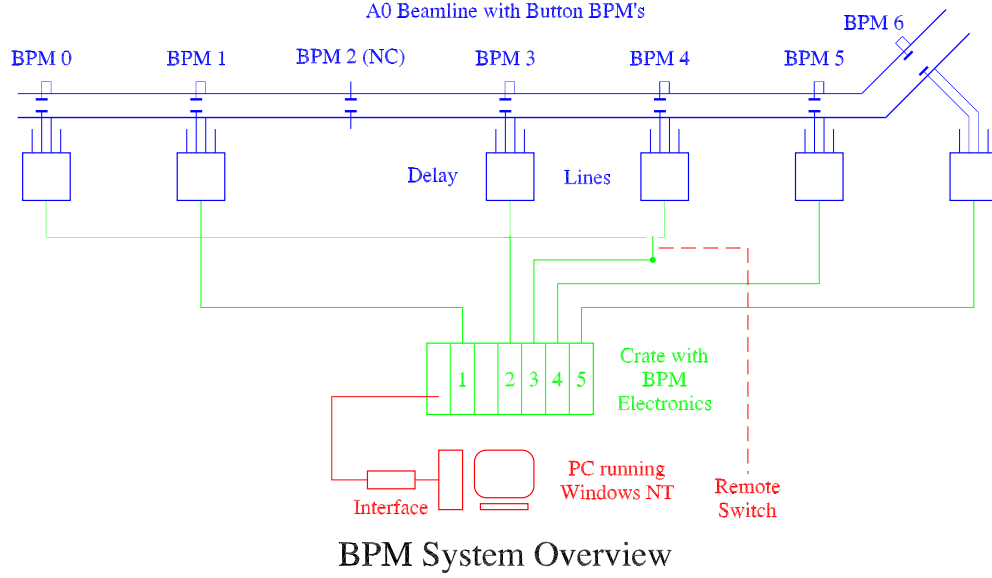 A0 Beamline with Button BPM's
BPM 6
BPM 0
BPM 1
BPM 2 (NC)
BPM 3
BPM 4
BPM 5
Delay
Lines
1
2
3
4
5
Crate with
BPM
Electronics
PC running
Windows NT
Interface
Remote
Switch
BPM System Overview